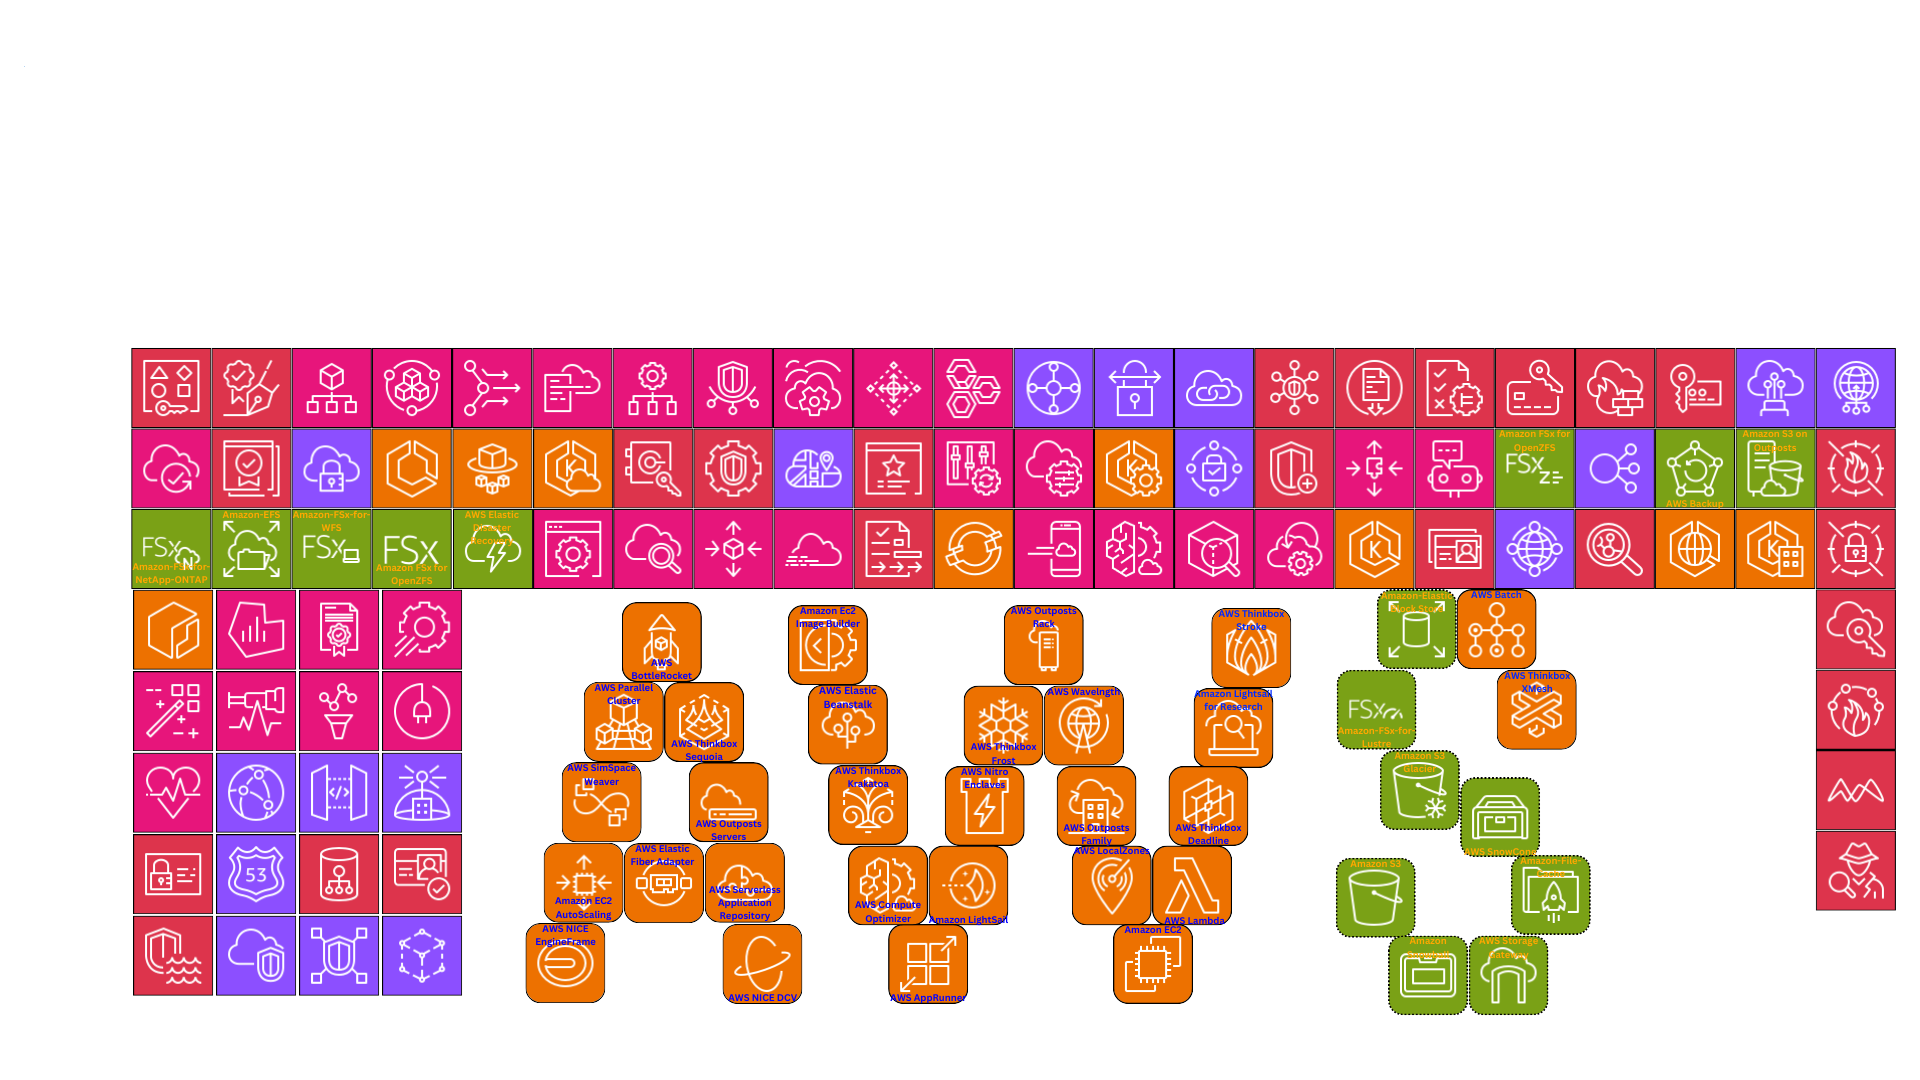 Amazon FSx for
OpenZFS
FSx
Z
Amazon S3 on
Outposts
AWS Backup
53
Amazon-EFS
Amazon-FSx-for-
WFS
FSx
AWS Elastic
Disaster
Recovery
FSx
N
Amazon-FSx-for-
NetApp-ONTAP
FSx
Amazon FSx for
OpenZFS
K
K
K
K
AWS
BottleRocket
AWS Parallel
Cluster
AWS Thinkbox
Sequoia
AWS SimSpace
Weaver
AWS Outposts
Servers
Amazon EC2
AutoScaling
AWS Elastic
Fiber Adapter
AWS Serverless
Application
Repository
AWS NICE
EngineFrame
AWS NICE DCV
Amazon Ec2
Image Builder
AWS Elastic
Beanstalk
AWS Thinkbox
Krakatoa
AWS Compute
Optimizer
Amazon LightSail
AWS AppRunner
AWS Outposts
Rack
AWS Thinkbox
Frost
AWS Wavelngth
AWS Nitro
Enclaves
AWS Outposts
Family
AWS LocalZones
AWS Thinkbox
Stroke
Amazon Lightsail
for Research
AWS Thinkbox
Deadline
AWS Lambda
Amazon EC2
Amazon-Elastic
Block Store
AWS Batch
AWS Thinkbox
XMesh
FSx
Amazon-FSx-for-
Lustre
Amazon S3
Glacier
AWS SnowCone
Amazon S3
Amazon-File-
Cache
Amazon
AWS Storage
Gateway